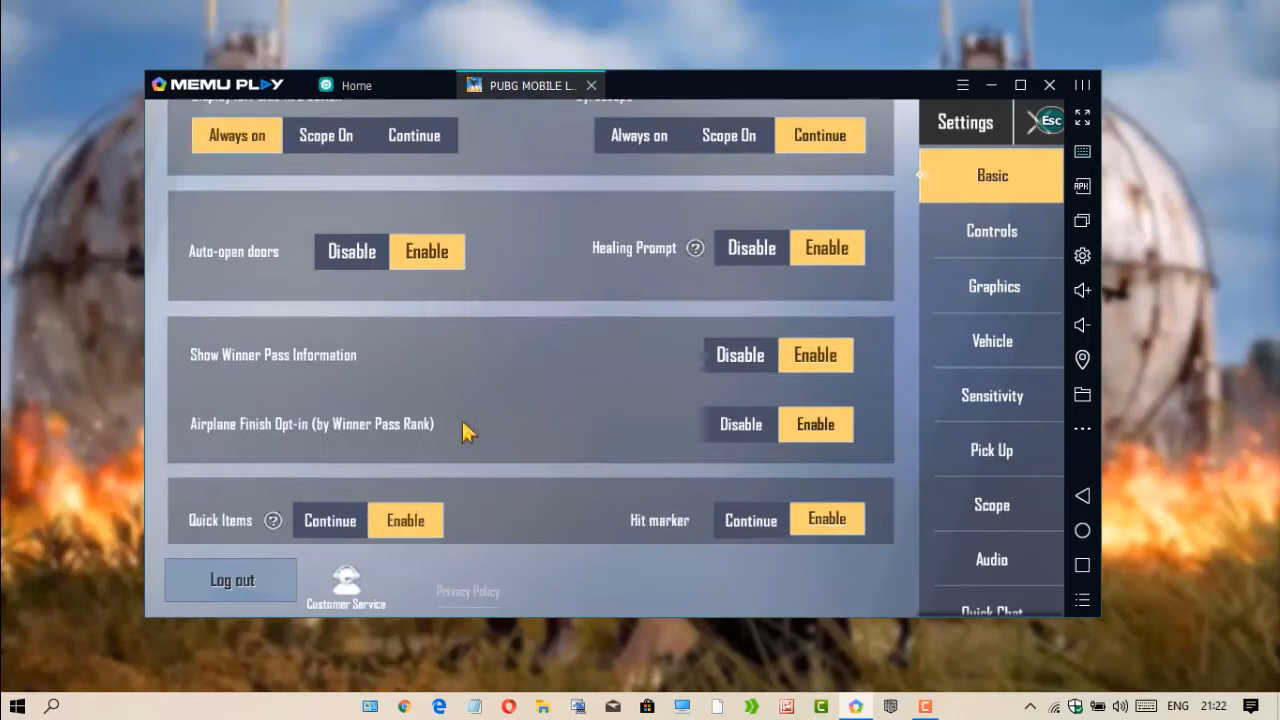 MEMU PLAY
Home
PUBG MOBILE L..
Always on Scope On Continue
Always on Scope On Continue
Settings
Esc
Basic
Auto-open doors Disable Enable
Healing Prompt ? Disable Enable
Controls
Graphics
Show Winner Pass Information Disable Enable
Vehicle
Sensitivity
Airplane Finish Opt-in (by Winner Pass Rank) Disable Enable
Pick Up
Quick Items ? Continue Enable
Hit marker Continue Enable
Scope
Audio
Quick Chat
Log out
Customer Service
Privacy Policy
APK
ENG 21:22